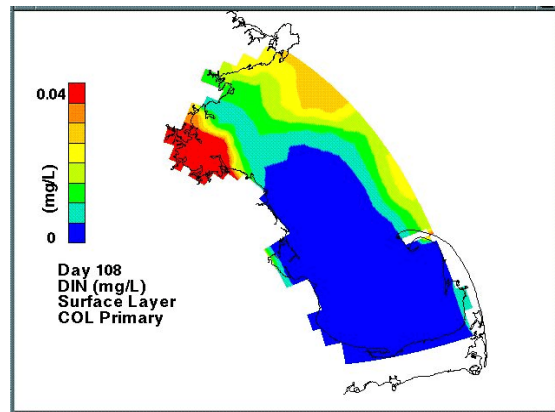 0.04
(mg/L)
0
Day 108
DIN (mg/L)
Surface Layer
COL Primary